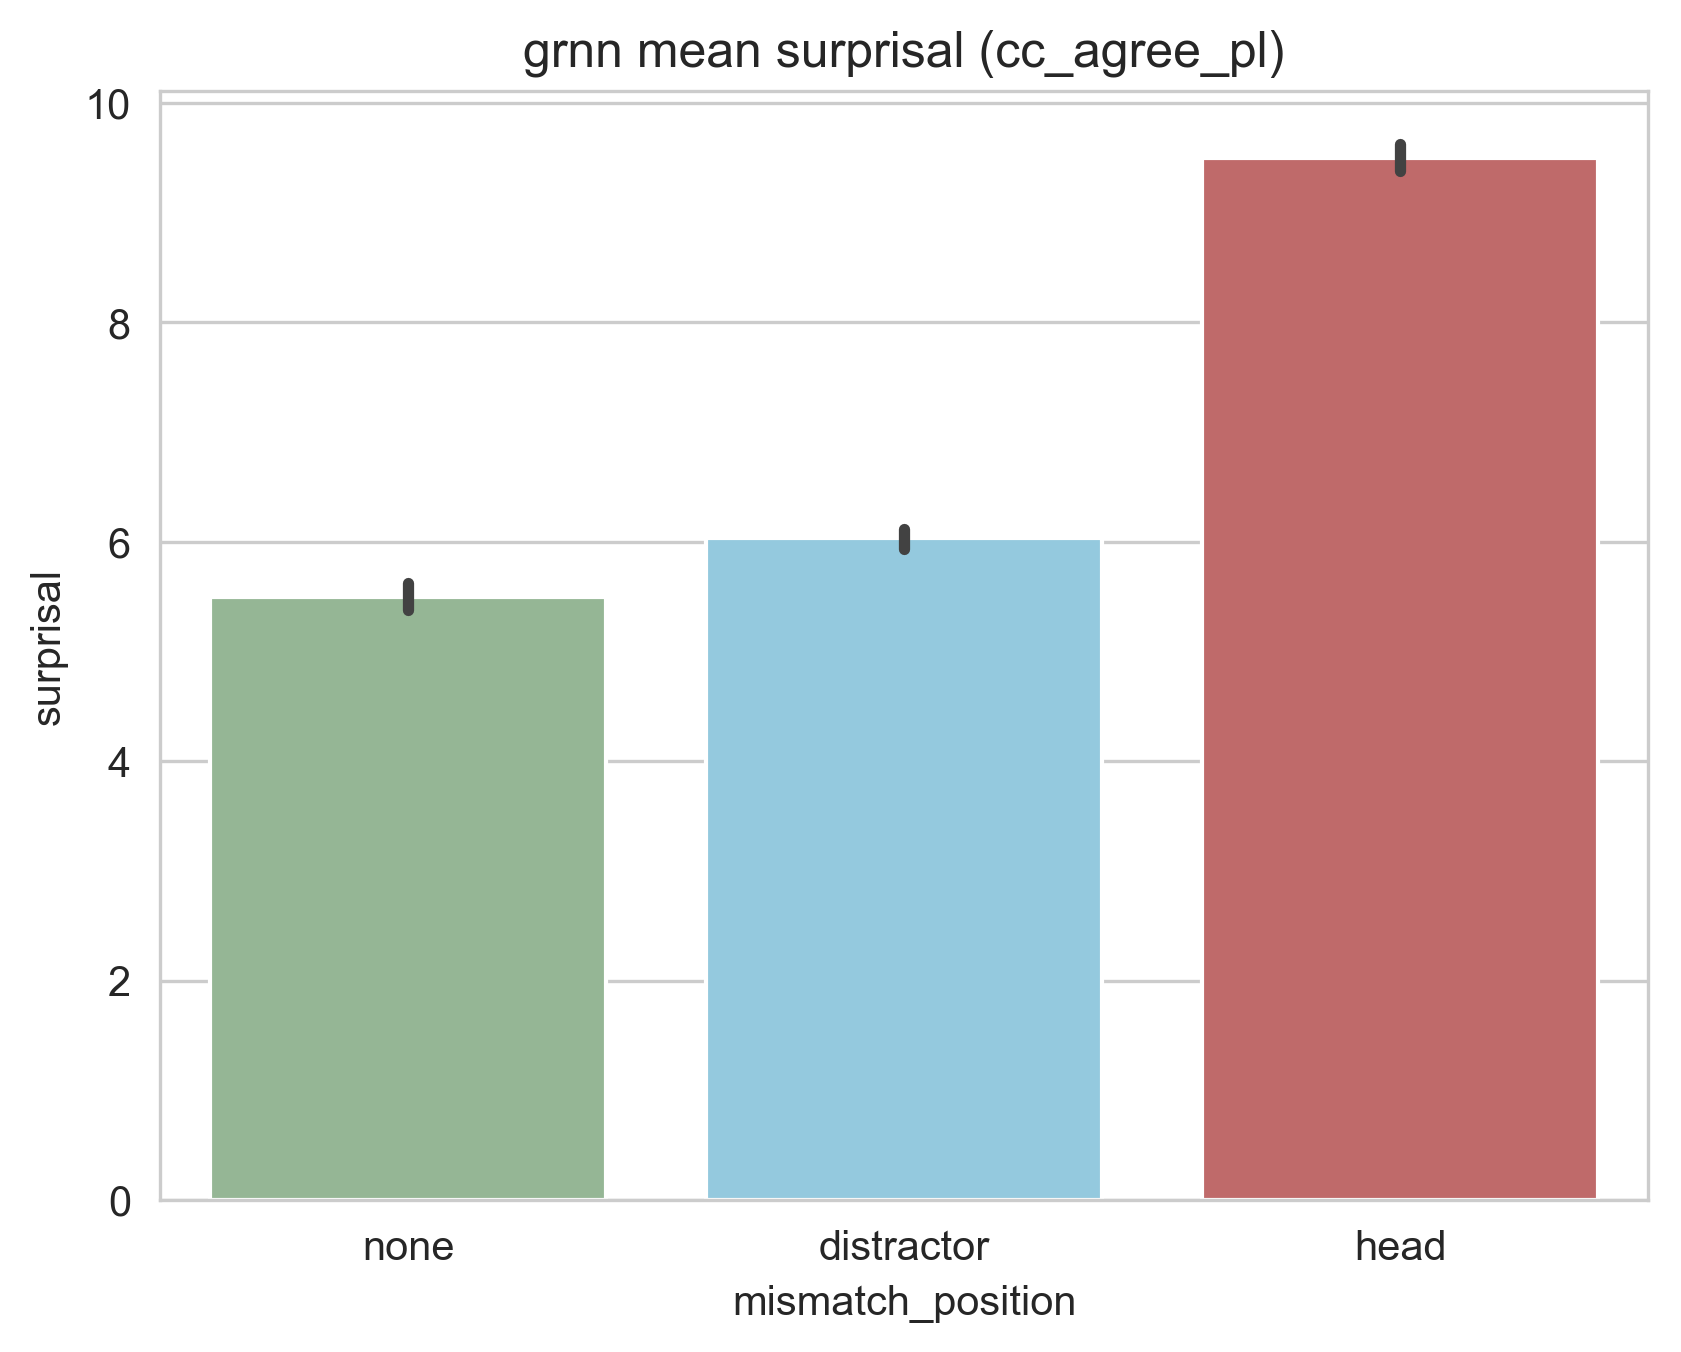 grnn mean surprisal (cc_agree_pl)
10
8
6
4
2
0
surprisal
none distractor head
mismatch_position